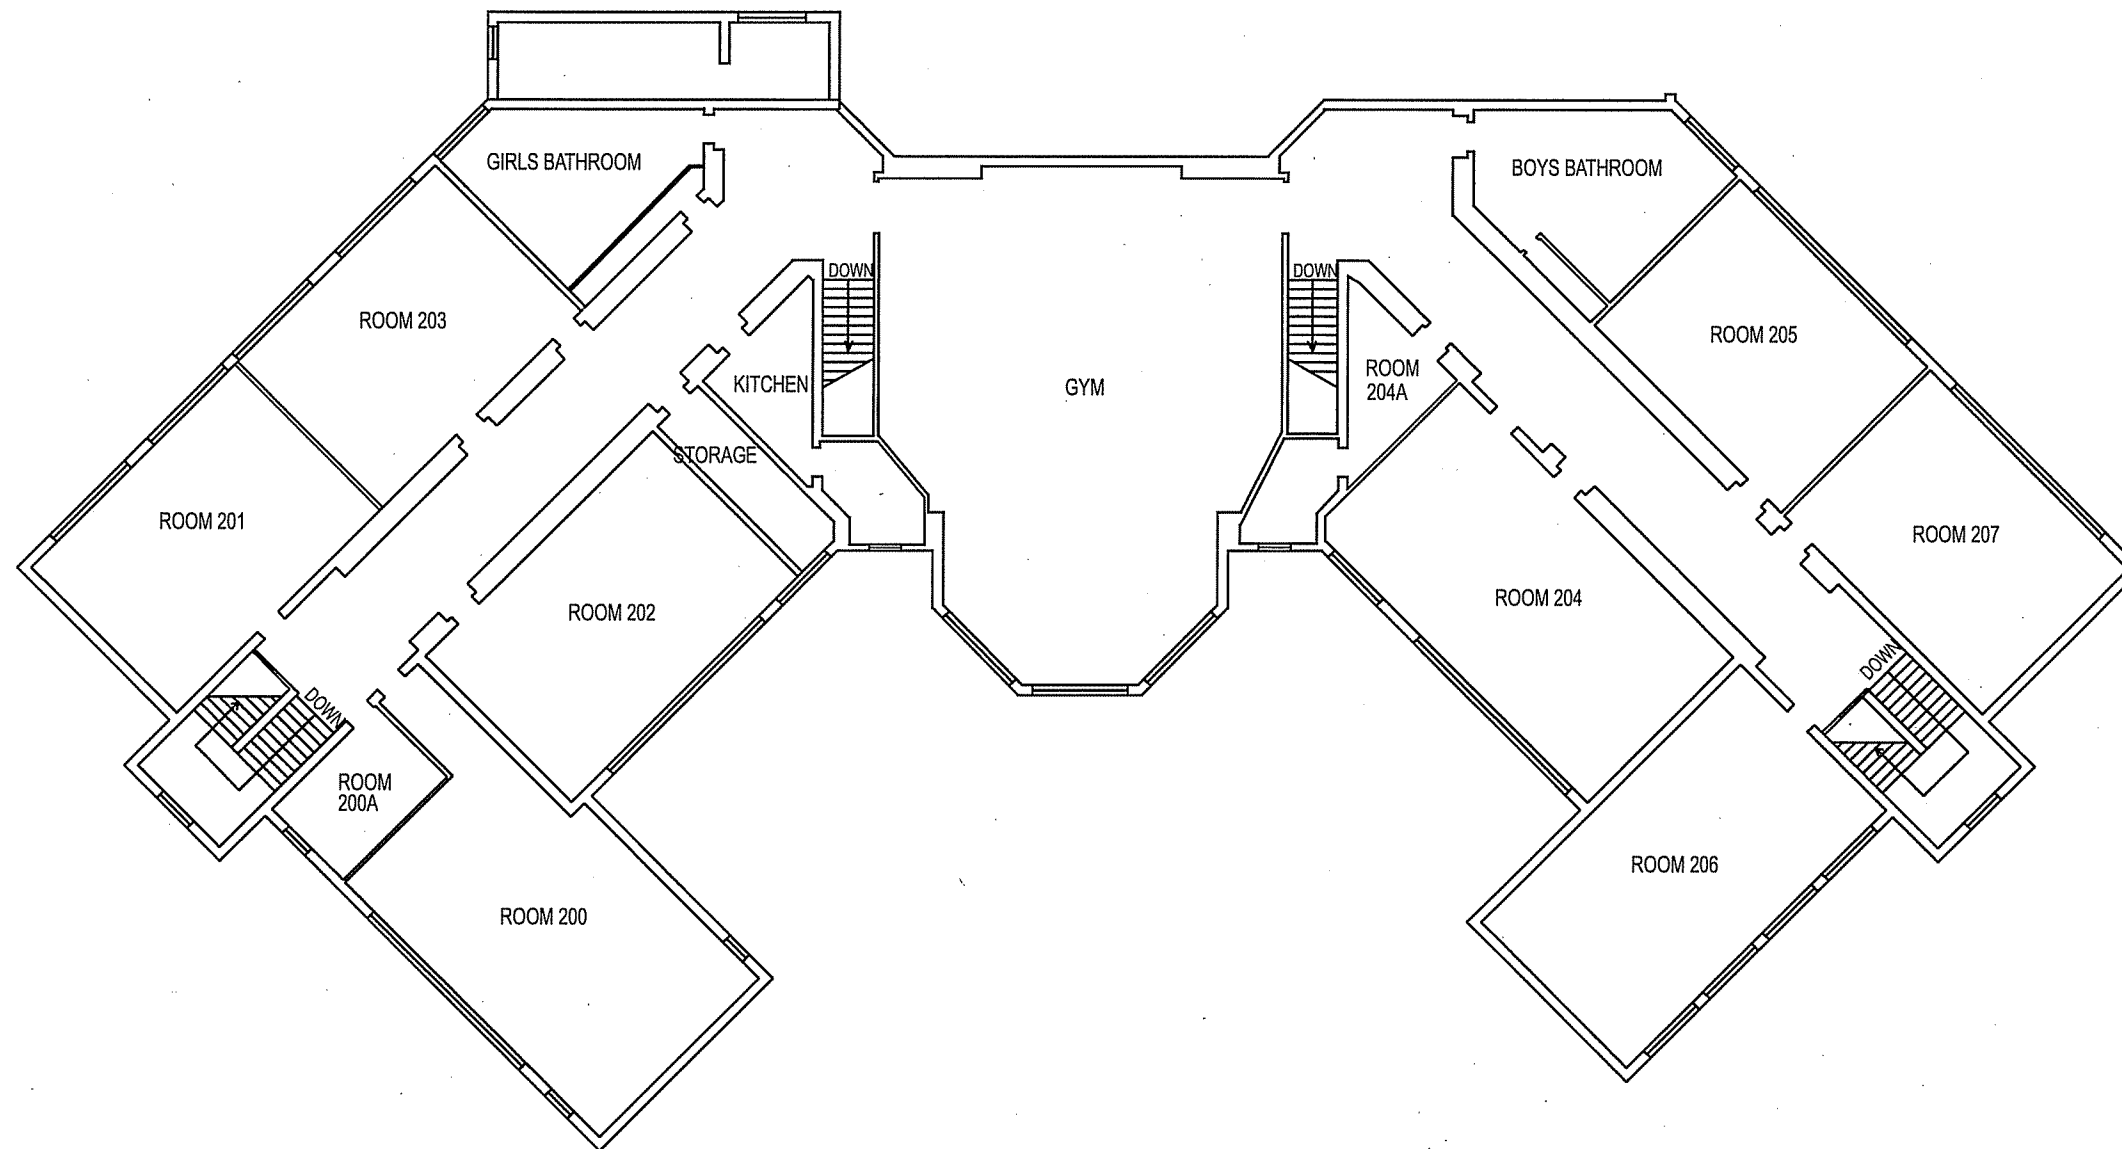 GIRLS BATHROOM
BOYS BATHROOM
DOWN
DOWN
ROOM 203
ROOM 205
KITCHEN
GYM
ROOM
204A
STORAGE
ROOM 201
ROOM 207
ROOM 202
ROOM 204
DOWN
DOWN
ROOM
200A
ROOM 206
ROOM 200